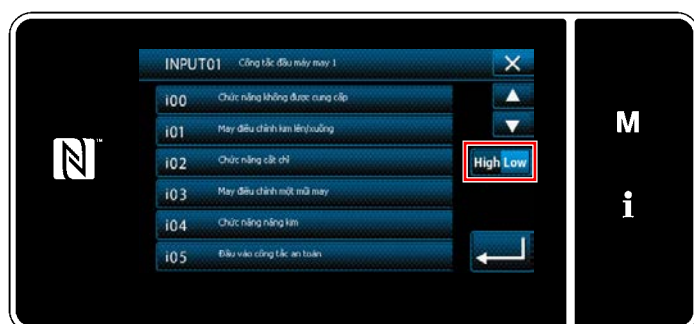 INPUT01 Công tắc đầu máy may 1
i00 Chức năng không được cung cấp
i01 May điều chỉnh kim lên/xuống
i02 Chức năng cắt chỉ
High Low
i03 May điều chỉnh một mũi may
i04 Chức năng nâng kim
i05 Đầu vào công tắc an toàn
M
i